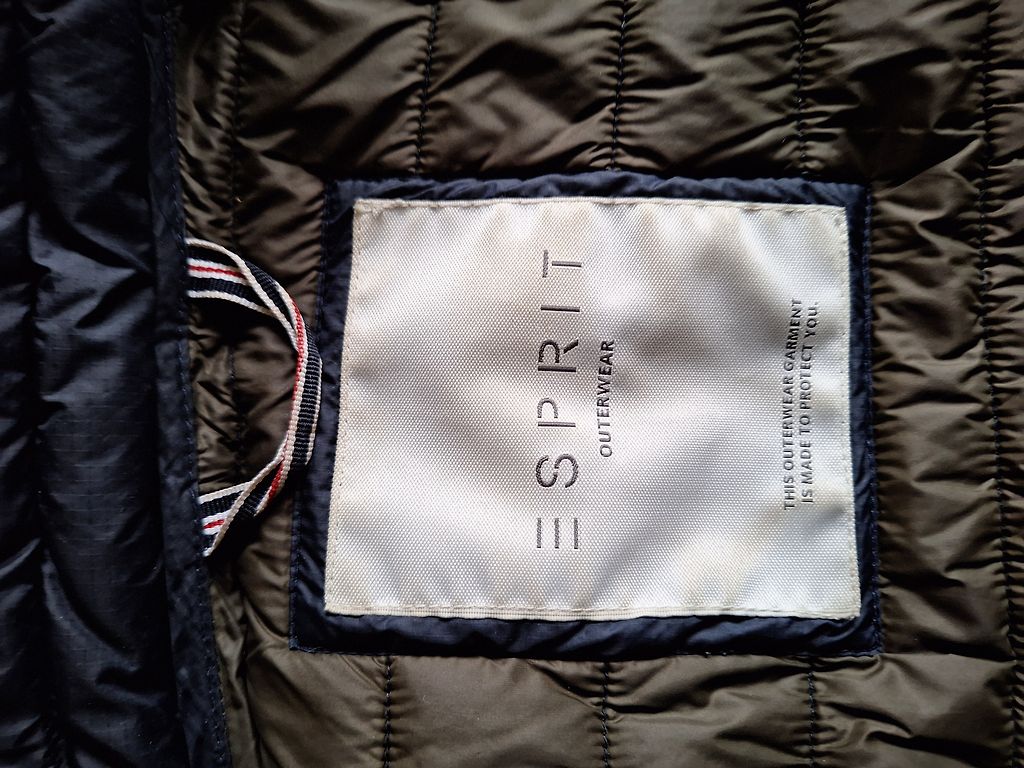 ESPRIT
OUTERWEAR
THIS OUTERWEAR GARMENT
IS MADE TO PROTECT YOU.